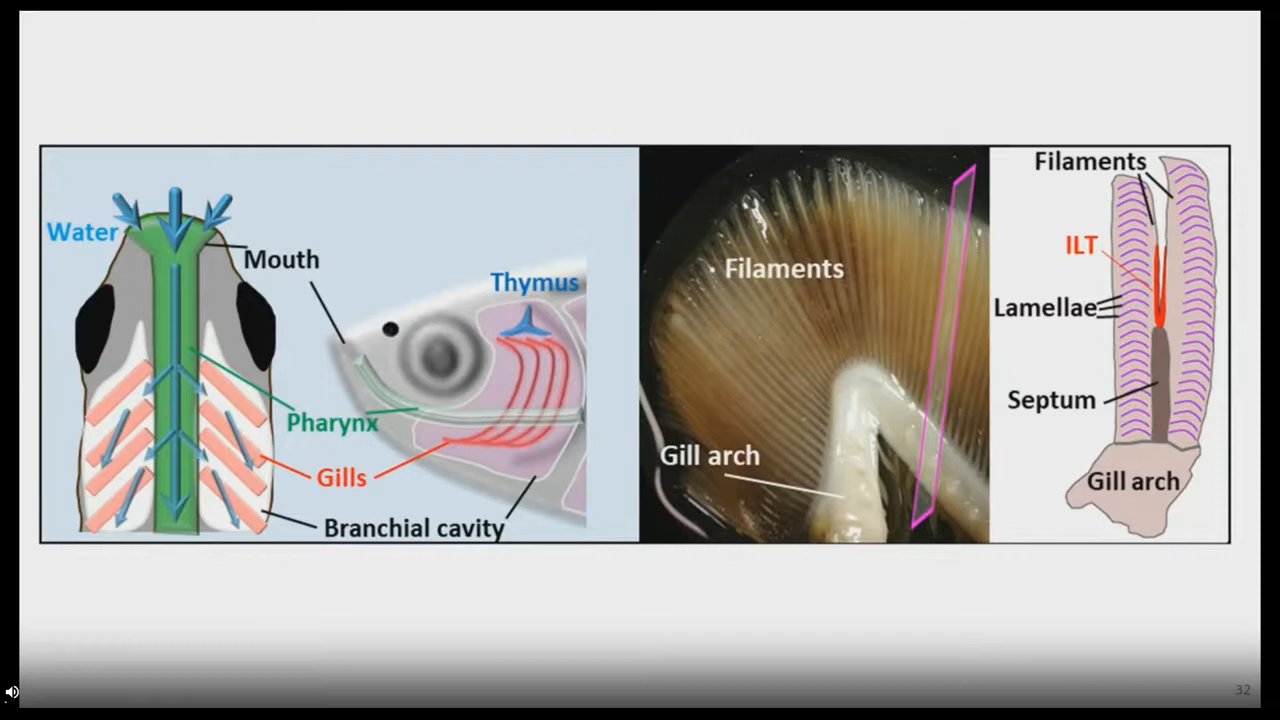 Water
Mouth
Thymus
Pharynx
Gills
Branchial cavity
Filaments
Gill arch
Filaments
ILT
Lamellae
Septum
Gill arch
32